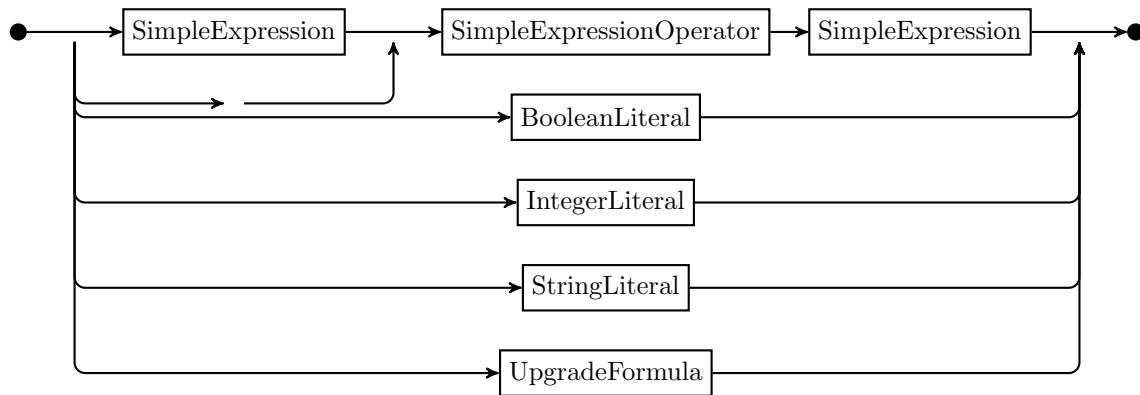 SimpleExpression SimpleExpressionOperator SimpleExpression
BooleanLiteral
IntegerLiteral
StringLiteral
UpgradeFormula